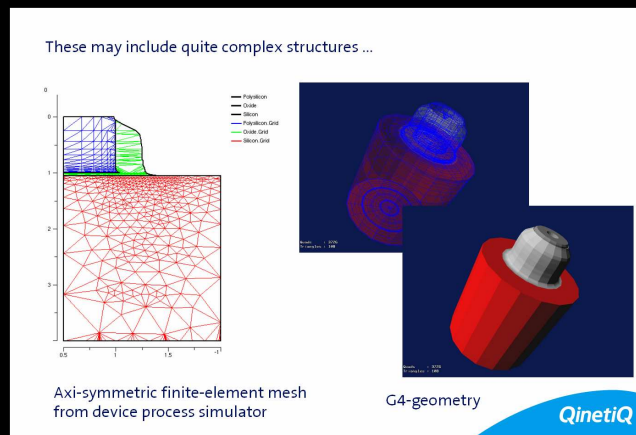 These may include quite complex structures ...
0
Polysilicon
Oxide
Silicon
Polysilicon.Grid
Oxide.Grid
Silicon.Grid
0
1
2
3
0.5
1
1.5
Axi-symmetric finite-element mesh
from device process simulator
G4-geometry
QinetiQ